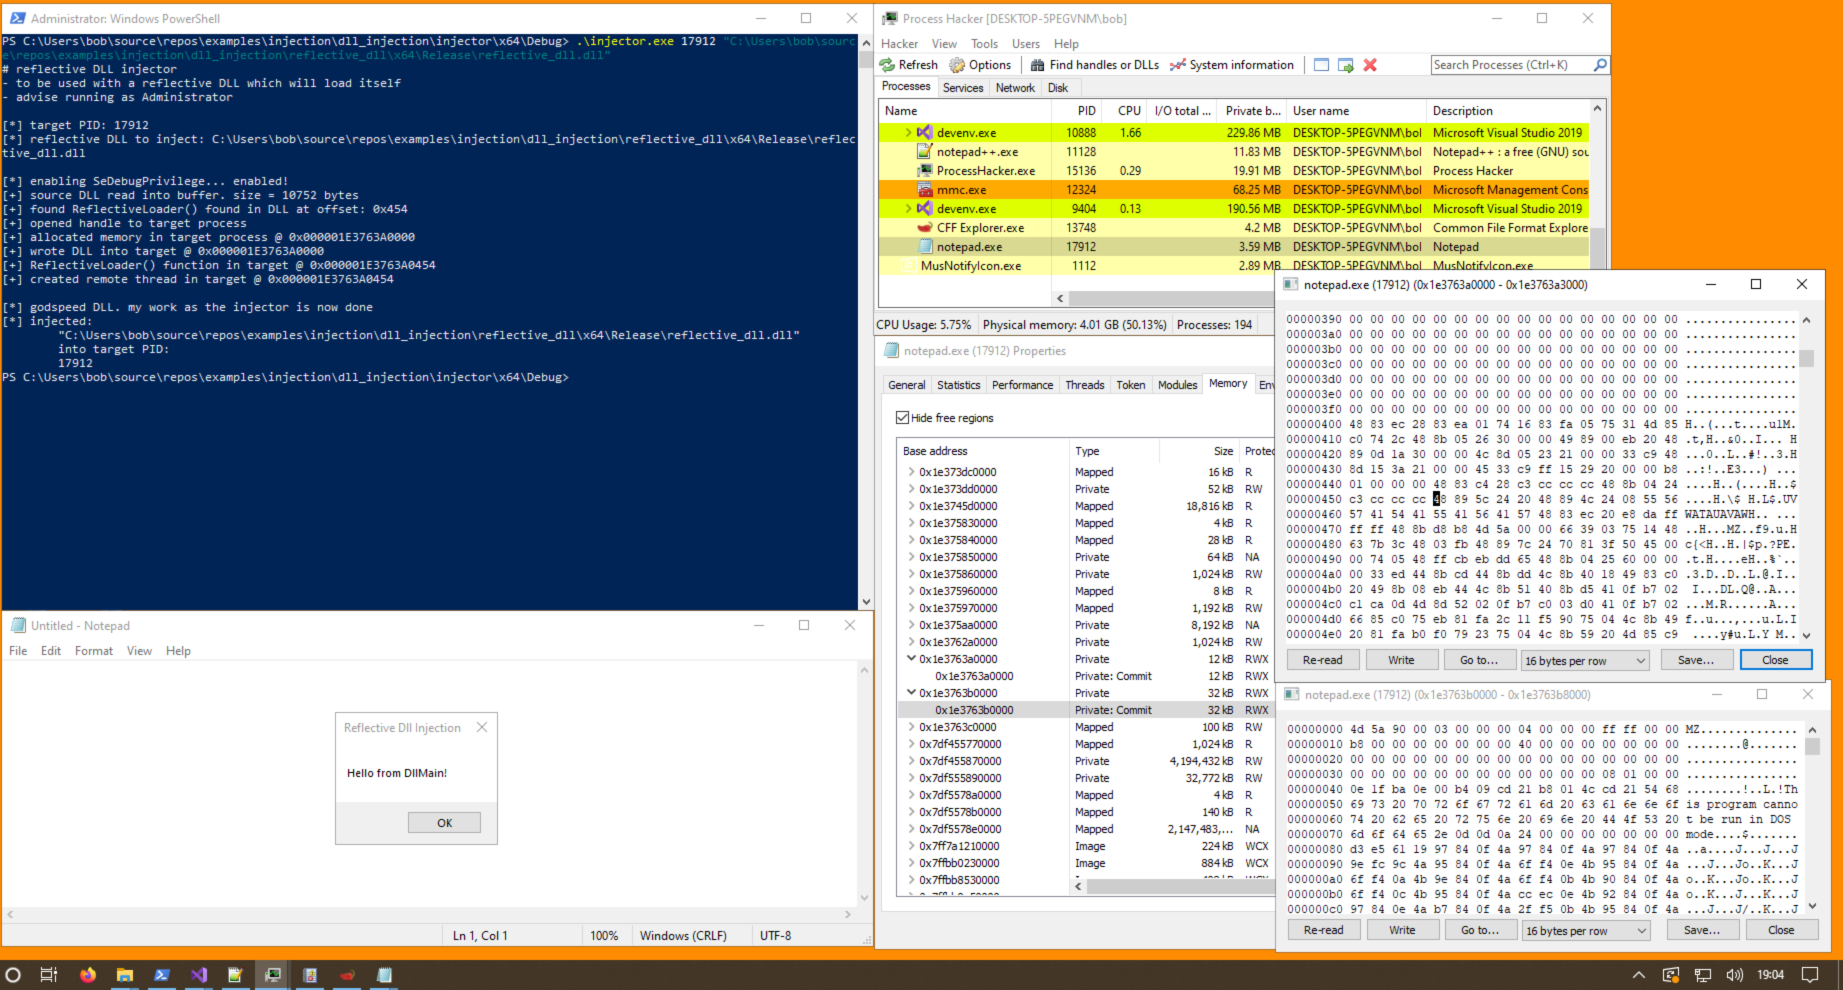 Administrator: Windows PowerShell
PS C:\Users\bob\source\repos\examples\injection\dll_injection\injector\x64\Debug> .\injector.exe 17912 "C:\Users\bob\sourc
e\repos\examples\injection\dll_injection\reflective_dll\x64\Release\reflective_dll.dll"
# reflective DLL injector
- to be used with a reflective DLL which will load itself
- advise running as Administrator
[*] target PID: 17912
[*] reflective DLL to inject: C:\Users\bob\source\repos\examples\injection\dll_injection\reflective_dll\x64\Release\reflec
tive_dll.dll
[*] enabling SeDebugPrivilege... enabled!
[+] source DLL read into buffer. size = 10752 bytes
[+] found ReflectiveLoader() found in DLL at offset: 0x454
[+] opened handle to target process
[+] allocated memory in target process @ 0x000001E3763A0000
[+] wrote DLL into target @ 0x000001E3763A0000
[+] ReflectiveLoader() function in target @ 0x000001E3763A0454
[+] created remote thread in target @ 0x000001E3763A0454
[*] godspeed DLL. my work as the injector is now done
[*] injected:
"C:\Users\bob\source\repos\examples\injection\dll_injection\reflective_dll\x64\Release\reflective_dll.dll"
into target PID:
17912
PS C:\Users\bob\source\repos\examples\injection\dll_injection\injector\x64\Debug>
Untitled - Notepad
File Edit Format View Help
Reflective Dll Injection
Hello from DllMain!
OK
Ln 1, Col 1 100% Windows (CRLF) UTF-8
Process Hacker [DESKTOP-5PEGVNM\bob]
Hacker View Tools Users Help
Refresh Options Find handles or DLLs System information Search Processes (Ctrl+K)
Processes Services Network Disk
Name PID CPU I/O total ... Private b... User name Description
devenv.exe 10888 1.66 229.86 MB DESKTOP-5PEGVNM\bol Microsoft Visual Studio 2019
notepad++.exe 11128 11.83 MB DESKTOP-5PEGVNM\bol Notepad++ : a free (GNU) sou
ProcessHacker.exe 15136 0.29 19.91 MB DESKTOP-5PEGVNM\bol Process Hacker
mmc.exe 12324 68.25 MB DESKTOP-5PEGVNM\bol Microsoft Management Cons
devenv.exe 9404 0.13 190.56 MB DESKTOP-5PEGVNM\bol Microsoft Visual Studio 2019
CFF Explorer.exe 13748 4.2 MB DESKTOP-5PEGVNM\bol Common File Format Explore
notepad.exe 17912 3.59 MB DESKTOP-5PEGVNM\bol Notepad
MusNotifyIcon.exe 1112 2.89 MB DESKTOP-5PEGVNM\bol MusNotifyIcon.exe
CPU Usage: 5.75% Physical memory: 4.01 GB (50.13%) Processes: 194
notepad.exe (17912) Properties
General Statistics Performance Threads Token Modules Memory Env
Hide free regions
Base address Type Size Protec
0x1e373dc0000 Mapped 16 kB R
0x1e373dd0000 Private 52 kB RW
0x1e3745d0000 Mapped 18,816 kB R
0x1e375830000 Mapped 4 kB R
0x1e375840000 Mapped 28 kB R
0x1e375850000 Private 64 kB NA
0x1e375860000 Private 1,024 kB RW
0x1e375960000 Mapped 8 kB R
0x1e375970000 Mapped 1,192 kB RW
0x1e375aa0000 Private 8,192 kB NA
0x1e3762a0000 Private 1,024 kB RW
0x1e3763a0000 Private 12 kB RWX
0x1e3763a0000 Private: Commit 12 kB RWX
0x1e3763b0000 Private 32 kB RWX
0x1e3763b0000 Private: Commit 32 kB RWX
0x1e3763c0000 Mapped 100 kB RW
0x7df455770000 Mapped 1,024 kB R
0x7df455870000 Private 4,194,432 kB RW
0x7df555890000 Private 32,772 kB RW
0x7df5578a0000 Mapped 4 kB R
0x7df5578b0000 Mapped 140 kB R
0x7df5578e0000 Mapped 2,147,483,... NA
0x7ff7a1210000 Image 224 kB WCX
0x7ffbb0230000 Image 884 kB WCX
0x7ffbb8530000
notepad.exe (17912) (0x1e3763a0000 - 0x1e3763a3000)
00000390 00 00 00 00 00 00 00 00 00 00 00 00 00 00 00 00 ................
000003a0 00 00 00 00 00 00 00 00 00 00 00 00 00 00 00 00 ................
000003b0 00 00 00 00 00 00 00 00 00 00 00 00 00 00 00 00 ................
000003c0 00 00 00 00 00 00 00 00 00 00 00 00 00 00 00 00 ................
000003d0 00 00 00 00 00 00 00 00 00 00 00 00 00 00 00 00 ................
000003e0 00 00 00 00 00 00 00 00 00 00 00 00 00 00 00 00 ................
000003f0 00 00 00 00 00 00 00 00 00 00 00 00 00 00 00 00 ................
00000400 48 83 ec 28 83 ea 01 74 16 83 fa 05 75 31 4d 85 H..(...t....u1M.
00000410 c0 74 2c 48 8b 05 26 30 00 00 49 89 00 eb 20 48 .t,H..&0..I... H
00000420 89 0d 1a 30 00 00 4c 8d 05 23 21 00 00 33 c9 48 ...0..L..#!..3.H
00000430 8d 15 3a 21 00 00 45 33 c9 ff 15 29 20 00 00 b8 ..:!..E3...) ...
00000440 01 00 00 00 48 83 c4 28 c3 cc cc cc 48 8b 04 24 ....H..(....H..$
00000450 c3 cc cc cc 48 89 5c 24 20 48 89 4c 24 08 55 56 ....H.\$ H.L$.UV
00000460 57 41 54 41 55 41 56 41 57 48 83 ec 20 e8 da ff WATAUAVAWH.. ...
00000470 ff ff 48 8b d8 b8 4d 5a 00 00 66 39 03 75 14 48 ..H...MZ..f9.u.H
00000480 63 7b 3c 48 03 fb 48 89 7c 24 70 81 3f 50 45 00 c{<H..H.|$p.?PE.
00000490 00 74 05 48 ff cb eb dd 65 48 8b 04 25 60 00 00 .t.H....eH..%`..
000004a0 00 33 ed 44 8b cd 44 8b dd 4c 8b 40 18 49 83 c0 .3.D..D..L.@.I..
000004b0 20 49 8b 08 eb 44 4c 8b 51 40 8b d5 41 0f b7 02 I...DL.Q@..A...
000004c0 c1 ca 0d 4d 8d 52 02 0f b7 c0 03 d0 41 0f b7 02 ...M.R......A...
000004d0 66 85 c0 75 eb 81 fa 2c 11 f5 90 75 04 4c 8b 49 f..u...,...u.L.I
000004e0 20 81 fa b0 f0 79 23 75 04 4c 8b 59 20 4d 85 c9 ....y#u.L.Y M..
Re-read Write Go to... 16 bytes per row Save... Close
notepad.exe (17912) (0x1e3763b0000 - 0x1e3763b8000)
00000000 4d 5a 90 00 03 00 00 00 04 00 00 00 ff ff 00 00 MZ..............
00000010 b8 00 00 00 00 00 00 00 40 00 00 00 00 00 00 00 ........@.......
00000020 00 00 00 00 00 00 00 00 00 00 00 00 00 00 00 00 ................
00000030 00 00 00 00 00 00 00 00 00 00 00 00 08 01 00 00 ................
00000040 0e 1f ba 0e 00 b4 09 cd 21 b8 01 4c cd 21 54 68 ........!..L.!Th
00000050 69 73 20 70 72 6f 67 72 61 6d 20 63 61 6e 6e 6f is program canno
00000060 74 20 62 65 20 72 75 6e 20 69 6e 20 44 4f 53 20 t be run in DOS
00000070 6d 6f 64 65 2e 0d 0d 0a 24 00 00 00 00 00 00 00 mode....$.......
00000080 d3 e5 61 19 97 84 0f 4a 97 84 0f 4a 97 84 0f 4a ..a....J...J...J
00000090 9e fc 9c 4a 95 84 0f 4a 6f f4 0e 4b 95 84 0f 4a ...J...Jo..K...J
000000a0 6f f4 0a 4b 9e 84 0f 4a 6f f4 0b 4b 90 84 0f 4a o..K...Jo..K...J
000000b0 6f f4 0c 4b 95 84 0f 4a cc ec 0e 4b 92 84 0f 4a o..K...J...K...J
000000c0 97 84 0e 4a b7 84 0f 4a 2f f5 0b 4b 95 84 0f 4a ...J...J/..K...J
Re-read Write Go to... 16 bytes per row Save... Close
19:04